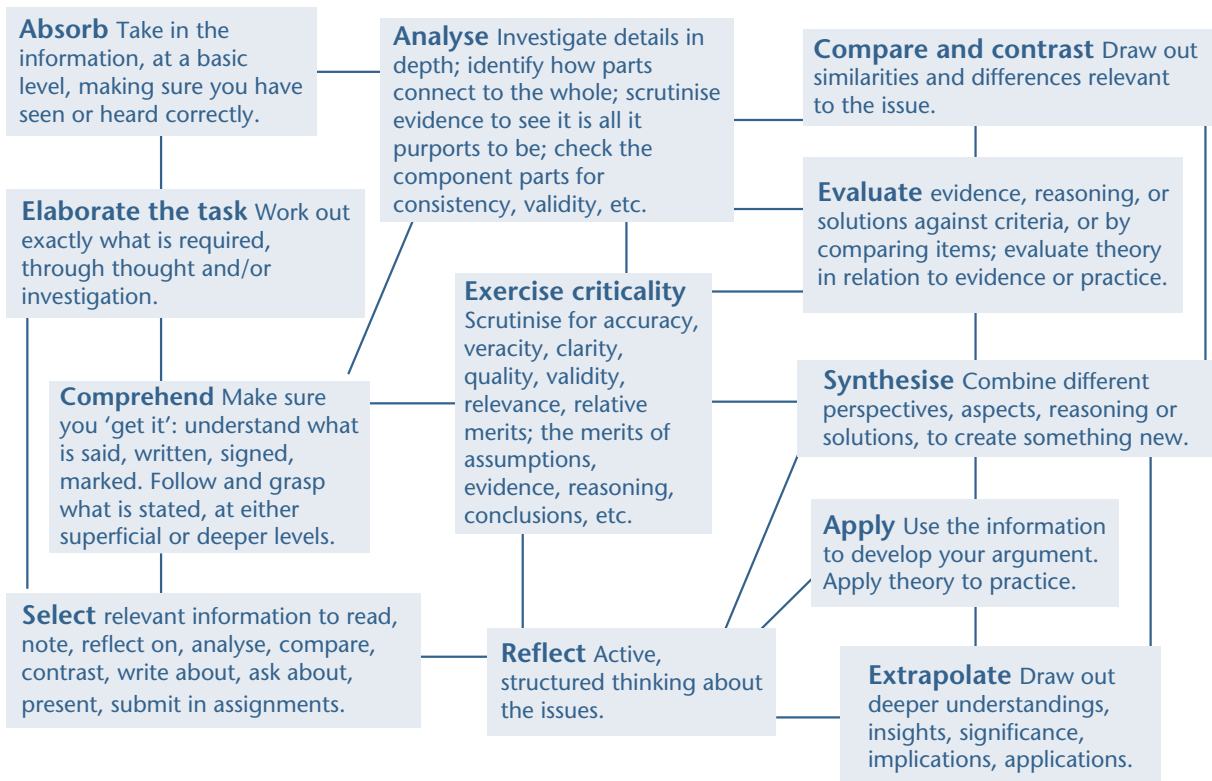 Absorb Take in the
information, at a basic
level, making sure you have
seen or heard correctly.
Analyse Investigate details in
depth; identify how parts
connect to the whole; scrutinise
evidence to see it is all it
purports to be; check the
component parts for
consistency, validity, etc.
Compare and contrast Draw out
similarities and differences relevant
to the issue.
Elaborate the task Work out
exactly what is required,
through thought and/or
investigation.
Evaluate evidence, reasoning, or
solutions against criteria, or by
comparing items; evaluate theory
in relation to evidence or practice.
Exercise criticality
Scrutinise for accuracy,
veracity, clarity,
quality, validity,
relevance, relative
merits; the merits of
assumptions,
evidence, reasoning,
conclusions, etc.
Comprehend Make sure
you ‘get it’: understand what
is said, written, signed,
marked. Follow and grasp
what is stated, at either
superficial or deeper levels.
Synthesise Combine different
perspectives, aspects, reasoning or
solutions, to create something new.
Apply Use the information
to develop your argument.
Apply theory to practice.
Select relevant information to read,
note, reflect on, analyse, compare,
contrast, write about, ask about,
present, submit in assignments.
Reflect Active,
structured thinking about
the issues.
Extrapolate Draw out
deeper understandings,
insights, significance,
implications, applications.